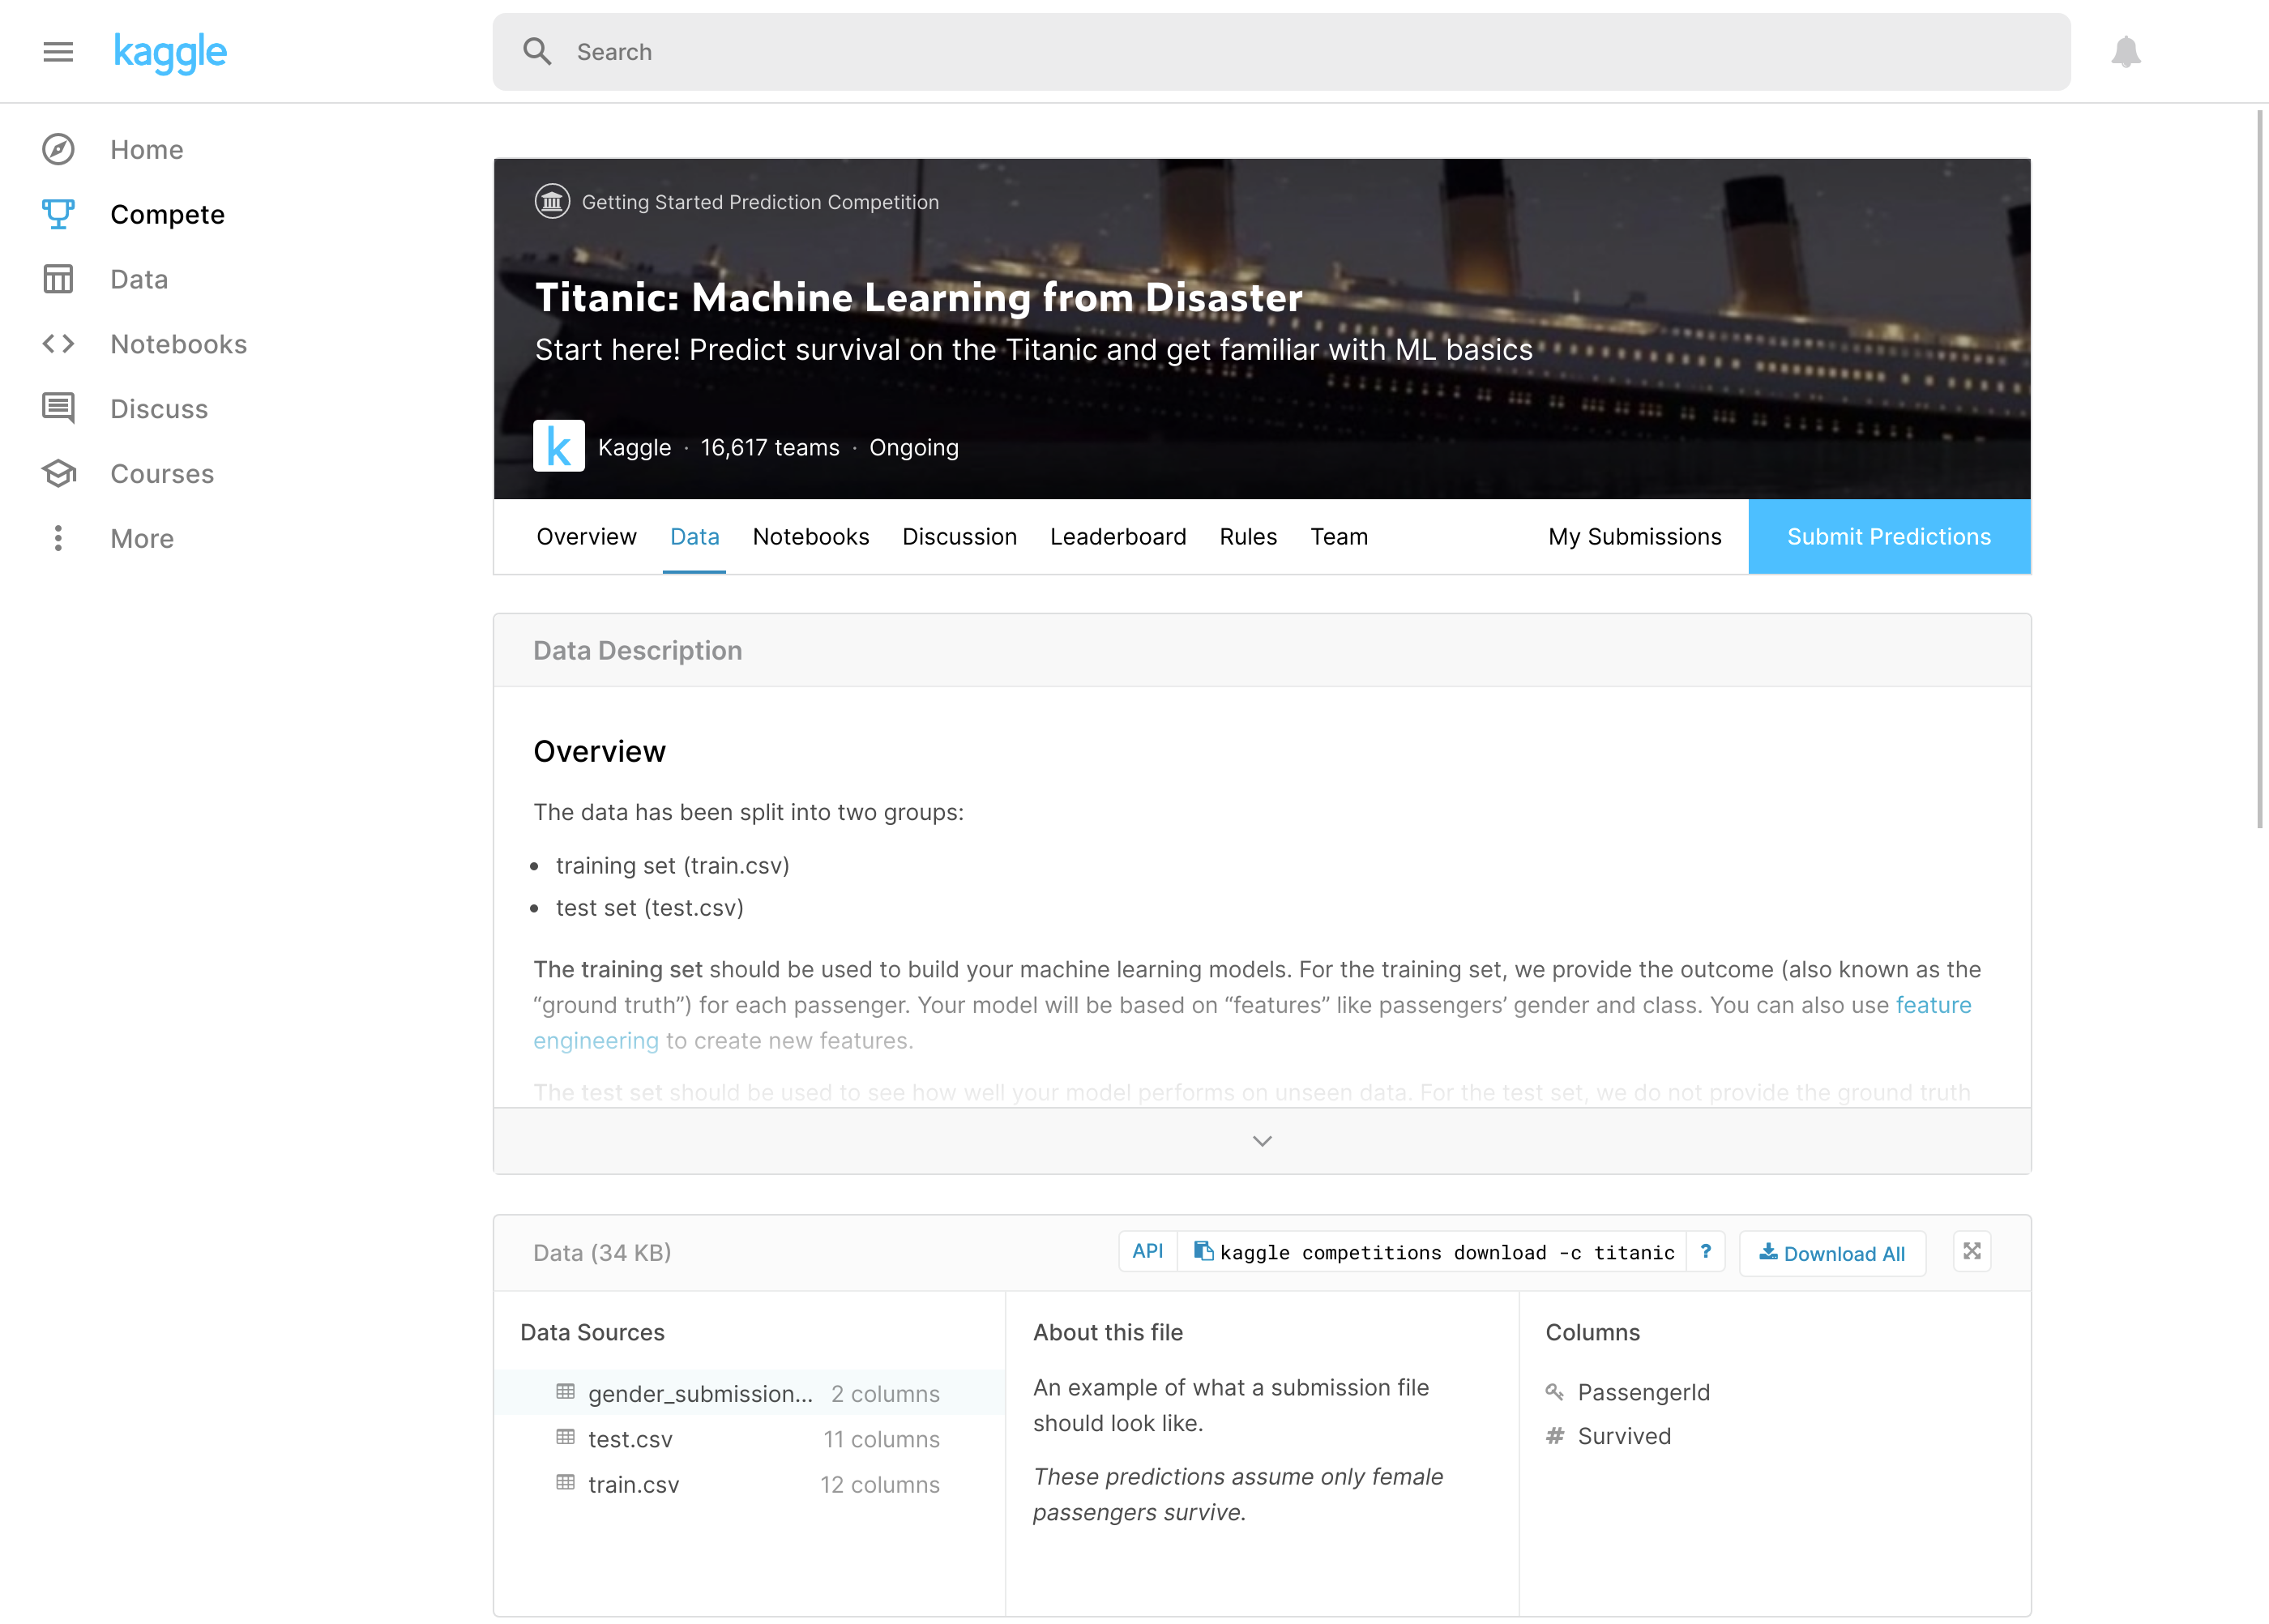 kaggle
Search
Home
Compete
Data
Notebooks
Discuss
Courses
More
Getting Started Prediction Competition
Titanic: Machine Learning from Disaster
Start here! Predict survival on the Titanic and get familiar with ML basics
k
Kaggle · 16,617 teams · Ongoing
Overview Data Notebooks Discussion Leaderboard Rules Team My Submissions Submit Predictions
Data Description
Overview
The data has been split into two groups:
• training set (train.csv)
• test set (test.csv)
The training set should be used to build your machine learning models. For the training set, we provide the outcome (also known as the
“ground truth”) for each passenger. Your model will be based on “features” like passengers’ gender and class. You can also use feature
engineering to create new features.
The test set should be used to see how well your model performs on unseen data. For the test set, we do not provide the ground truth
Data (34 KB)
API kaggle competitions download -c titanic ? Download All
Data Sources
gender_submission... 2 columns
test.csv 11 columns
train.csv 12 columns
About this file
An example of what a submission file
should look like.
These predictions assume only female
passengers survive.
Columns
PassengerId
# Survived